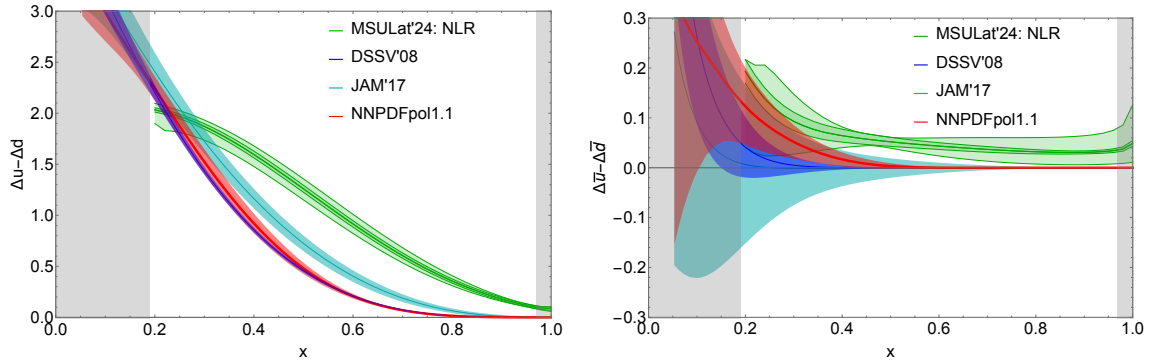 3.0
2.5
2.0
1.5
1.0
0.5
0.0
Δu-Δd
0.0 0.2 0.4 0.6 0.8 1.0
x
MSULat'24: NLR
DSSV'08
JAM'17
NNPDFpol1.1
0.3
0.2
0.1
0.0
-0.1
-0.2
-0.3
Δu̅-Δd̅
0.0 0.2 0.4 0.6 0.8 1.0
x
MSULat'24: NLR
DSSV'08
JAM'17
NNPDFpol1.1